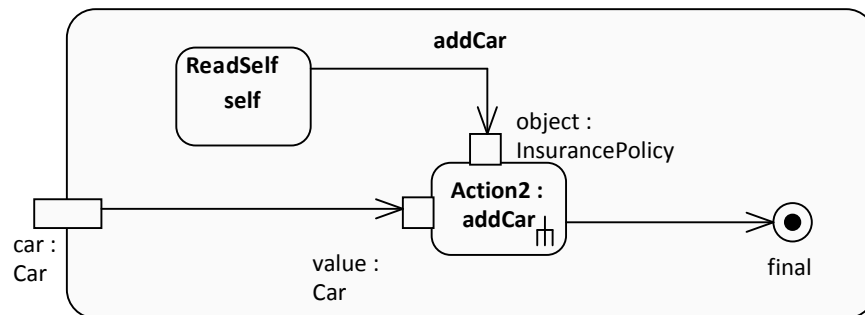 addCar
ReadSelf
self
object :
InsurancePolicy
Action2 :
addCar
car :
Car
value :
Car
final